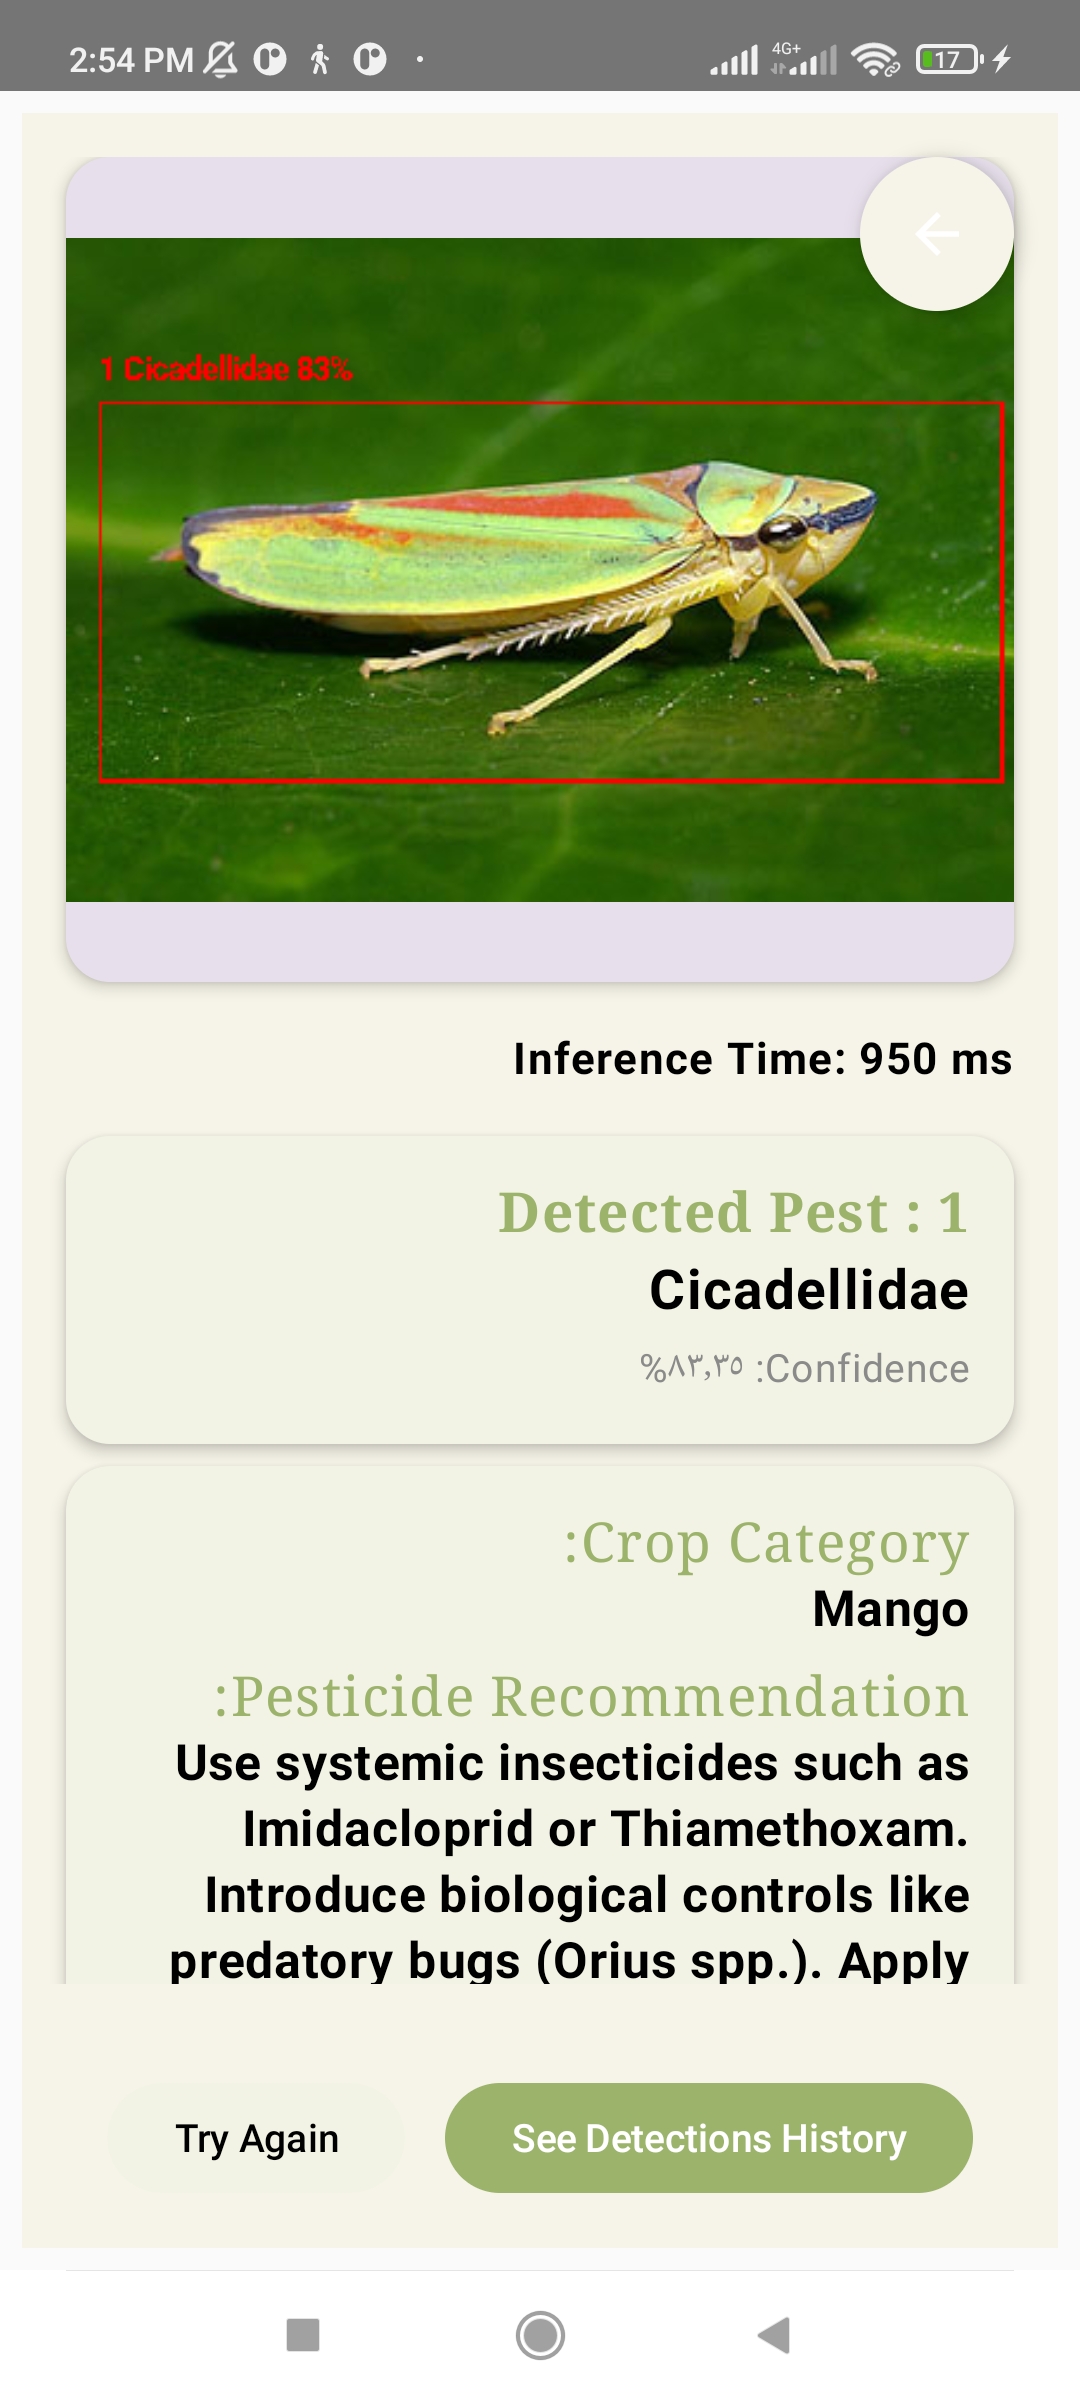 2:54 PM
4G+
17
1 Cicadellidae 83%
Inference Time: 950 ms
Detected Pest : 1
Cicadellidae
Confidence: ٨٣,٣٥%
Crop Category:
Mango
Pesticide Recommendation:
Use systemic insecticides such as
Imidacloprid or Thiamethoxam.
Introduce biological controls like
predatory bugs (Orius spp.). Apply
Try Again
See Detections History